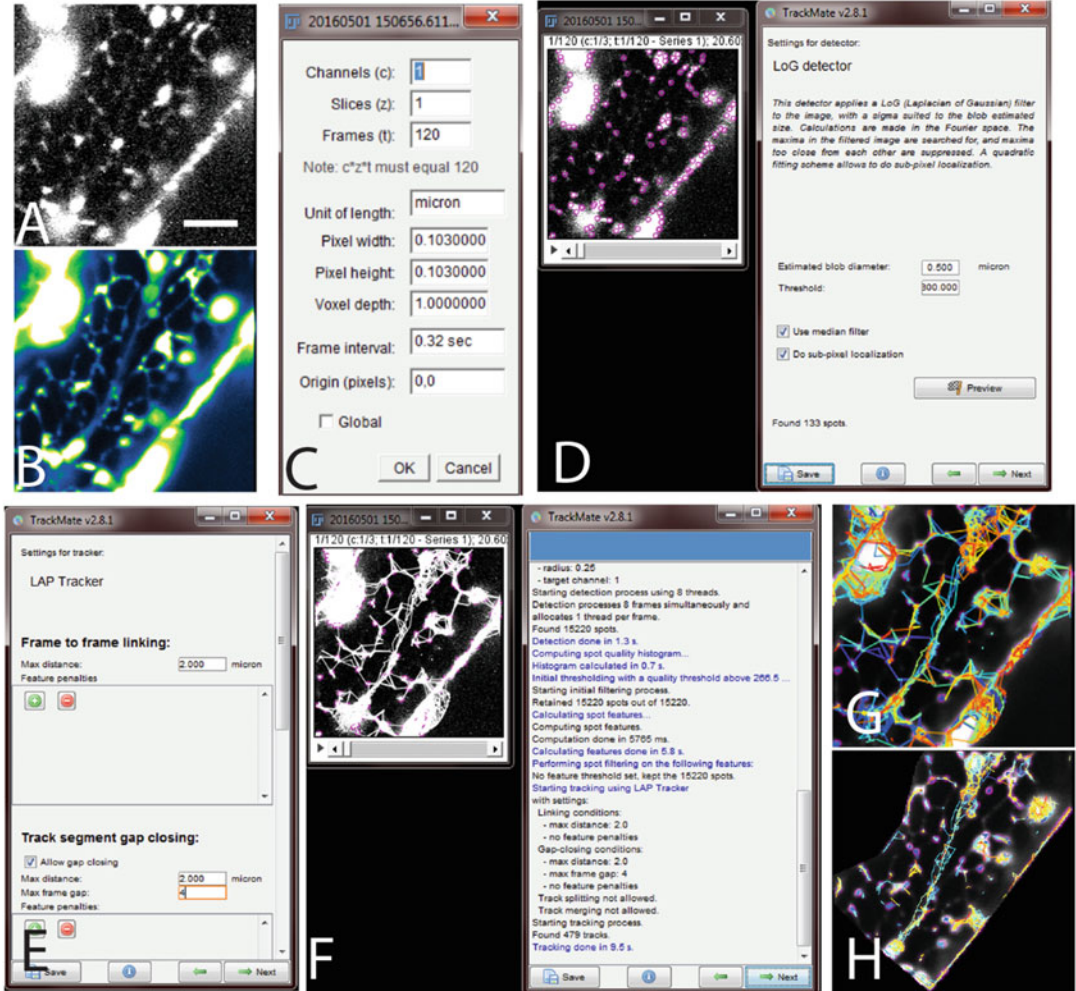 A
B
20160501 150656.611...
Channels (c): 1
Slices (z): 1
Frames (t): 120
Note: c*z*t must equal 120
Unit of length: micron
Pixel width: 0.1030000
Pixel height: 0.1030000
Voxel depth: 1.0000000
Frame interval: 0.32 sec
Origin (pixels): 0,0
Global
OK Cancel
C
20160501 150...
1/120 (c:1/3; t:1/120 - Series 1); 20.60
D
TrackMate v2.8.1
Settings for detector:
LoG detector
This detector applies a LoG (Laplacian of Gaussian) filter
to the image, with a sigma suited to the blob estimated
size. Calculations are made in the Fourier space. The
maxima in the filtered image are searched for, and maxima
too close from each other are suppressed. A quadratic
fitting scheme allows to do sub-pixel localization.
Estimated blob diameter: 0.500 micron
Threshold: 300.000
Use median filter
Do sub-pixel localization
Preview
Found 133 spots.
Save Next
TrackMate v2.8.1
Settings for tracker:
LAP Tracker
Frame to frame linking:
Max distance: 2.000 micron
Feature penalties
Track segment gap closing:
Allow gap closing
Max distance: 2.000 micron
Max frame gap: 4
Feature penalties:
E
Save Next
20160501 150...
1/120 (c:1/3; t:1/120 - Series 1); 20.60
F
TrackMate v2.8.1
- radius: 0.25
- target channel: 1
Starting detection process using 8 threads.
Detection processes 8 frames simultaneously and
allocates 1 thread per frame.
Found 15220 spots.
Detection done in 1.3 s.
Computing spot quality histogram...
Histogram calculated in 0.7 s.
Initial thresholding with a quality threshold above 266.5 ...
Starting initial filtering process.
Retained 15220 spots out of 15220.
Calculating spot features...
Computing spot features.
Computation done in 5765 ms.
Calculating features done in 5.8 s.
Performing spot filtering on the following features:
No feature threshold set, kept the 15220 spots.
Starting tracking using LAP Tracker
with settings:
Linking conditions:
- max distance: 2.0
- no feature penalties
Gap-closing conditions:
- max distance: 2.0
- max frame gap: 4
- no feature penalties
Track splitting not allowed.
Track merging not allowed.
Starting tracking process.
Found 479 tracks.
Tracking done in 9.5 s.
Save Next
G
H